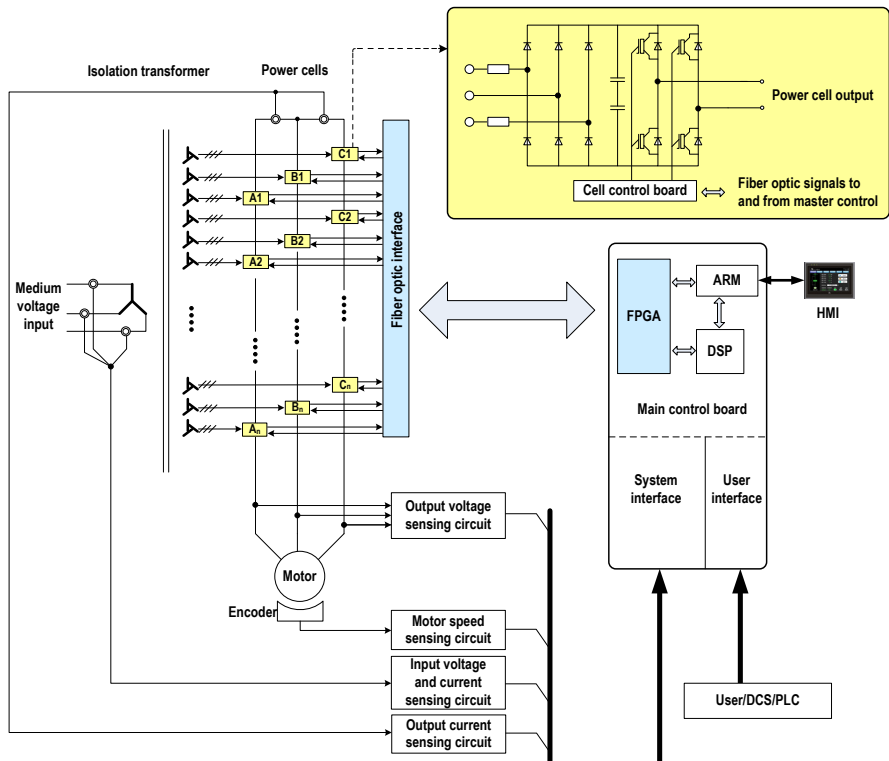 Isolation transformer
Power cells
Power cell output
Cell control board
Fiber optic signals to
and from master control
C1
B1
A1
C2
B2
A2
Cn
Bn
An
Fiber optic interface
Medium
voltage
input
FPGA
ARM
DSP
HMI
Main control board
System
interface
User
interface
Output voltage
sensing circuit
Motor
Encoder
Motor speed
sensing circuit
Input voltage
and current
sensing circuit
Output current
sensing circuit
User/DCS/PLC